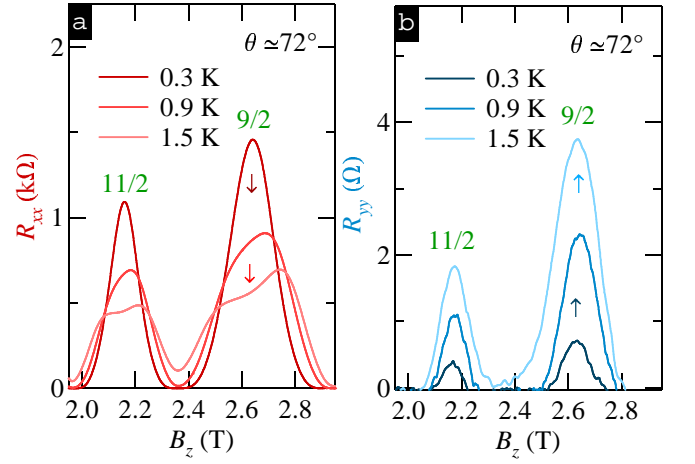 a
θ ≃72°
0.3 K
0.9 K
1.5 K
9/2
11/2
2
1
0
R_xx (kΩ)
2.0 2.2 2.4 2.6 2.8
B_z (T)
b
θ ≃72°
0.3 K
0.9 K
1.5 K
9/2
11/2
4
2
0
R_yy (Ω)
2.0 2.2 2.4 2.6 2.8
B_z (T)